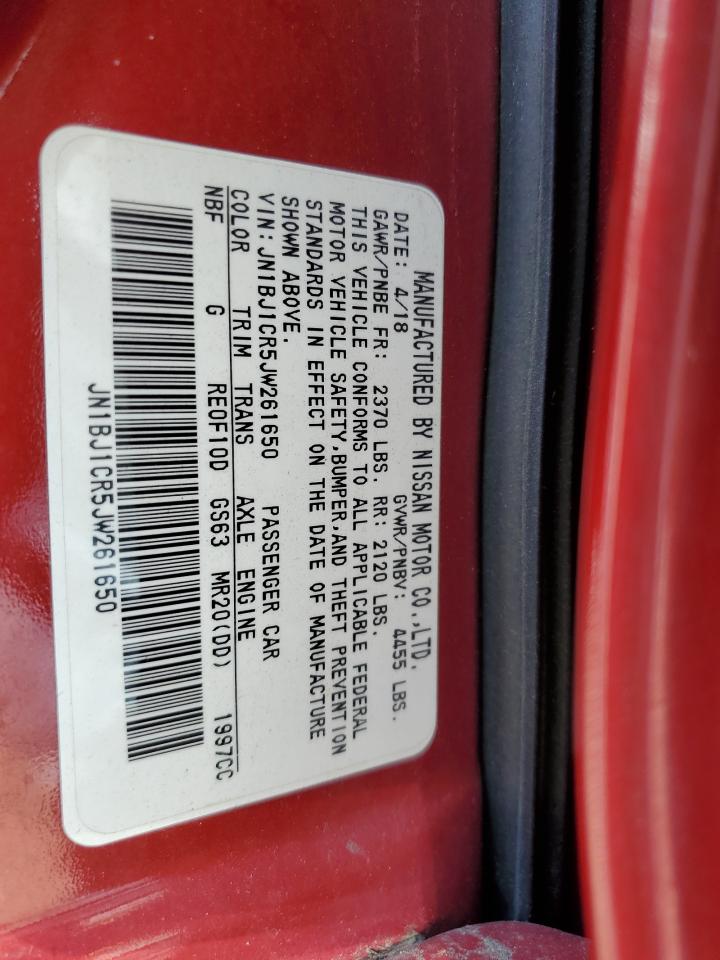 MANUFACTURED BY NISSAN MOTOR CO.,LTD.
DATE: 4/18 GVWR/PNBV: 4455 LBS.
GAWR/PNBE FR: 2370 LBS. RR: 2120 LBS.
THIS VEHICLE CONFORMS TO ALL APPLICABLE FEDERAL
MOTOR VEHICLE SAFETY,BUMPER,AND THEFT PREVENTION
STANDARDS IN EFFECT ON THE DATE OF MANUFACTURE
SHOWN ABOVE.
VIN:JN1BJ1CR5JW261650 PASSENGER CAR
COLOR TRIM TRANS AXLE ENGINE
NBF G RE0F10D GS63 MR20(DD) 1997CC
JN1BJ1CR5JW261650